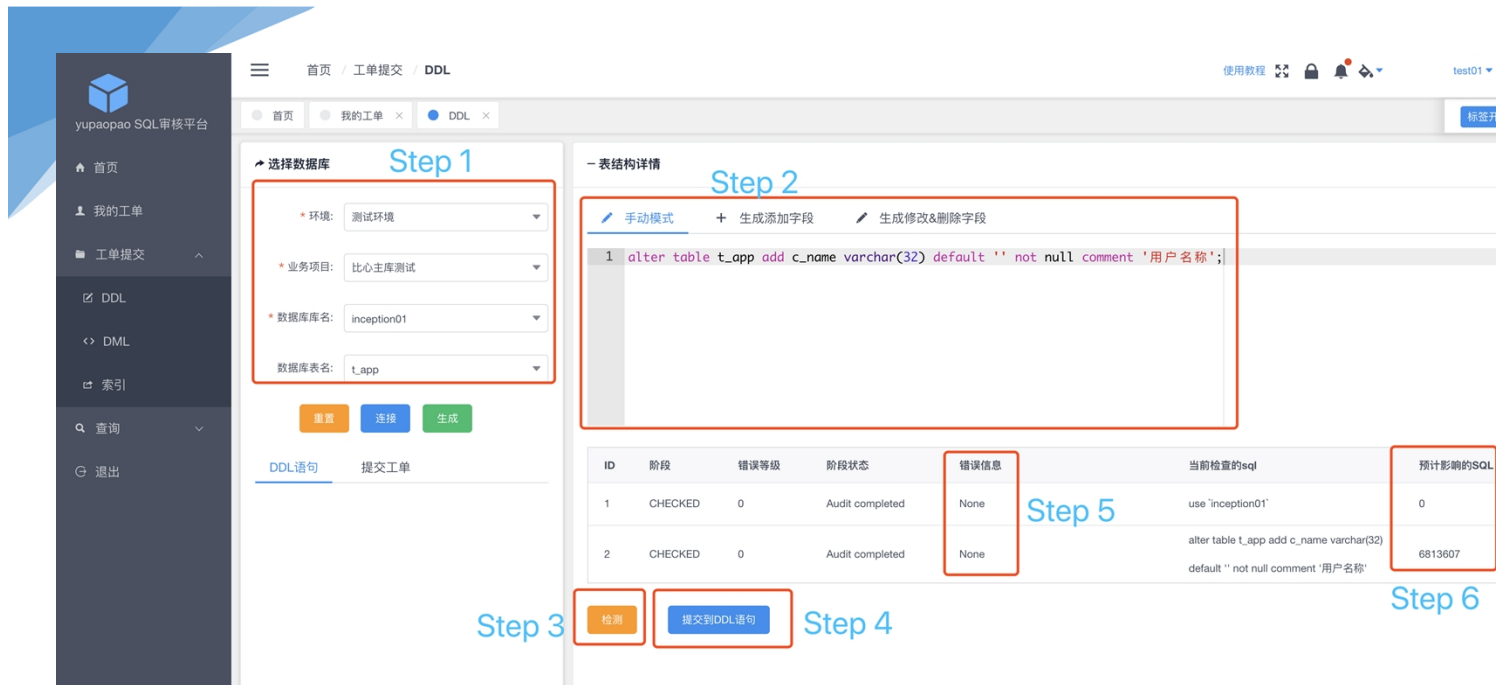 首页 / 工单提交 / DDL
使用教程
test01
yupaopao SQL审核平台
首页
我的工单
工单提交
DDL
DML
索引
查询
退出
首页
我的工单 ×
DDL ×
选择数据库
Step 1
* 环境: 测试环境
* 业务项目: 比心主库测试
* 数据库库名: inception01
数据库表名: t_app
重置 连接 生成
DDL语句 提交工单
表结构详情
Step 2
手动模式 + 生成添加字段 生成修改&删除字段
1 alter table t_app add c_name varchar(32) default '' not null comment '用户名称';
ID 阶段 错误等级 阶段状态 错误信息 当前检查的sql 预计影响的SQL
1 CHECKED 0 Audit completed None use `inception01` 0
Step 5
2 CHECKED 0 Audit completed None alter table t_app add c_name varchar(32) 6813607
default '' not null comment '用户名称'
Step 6
Step 3 检测 提交到DDL语句 Step 4